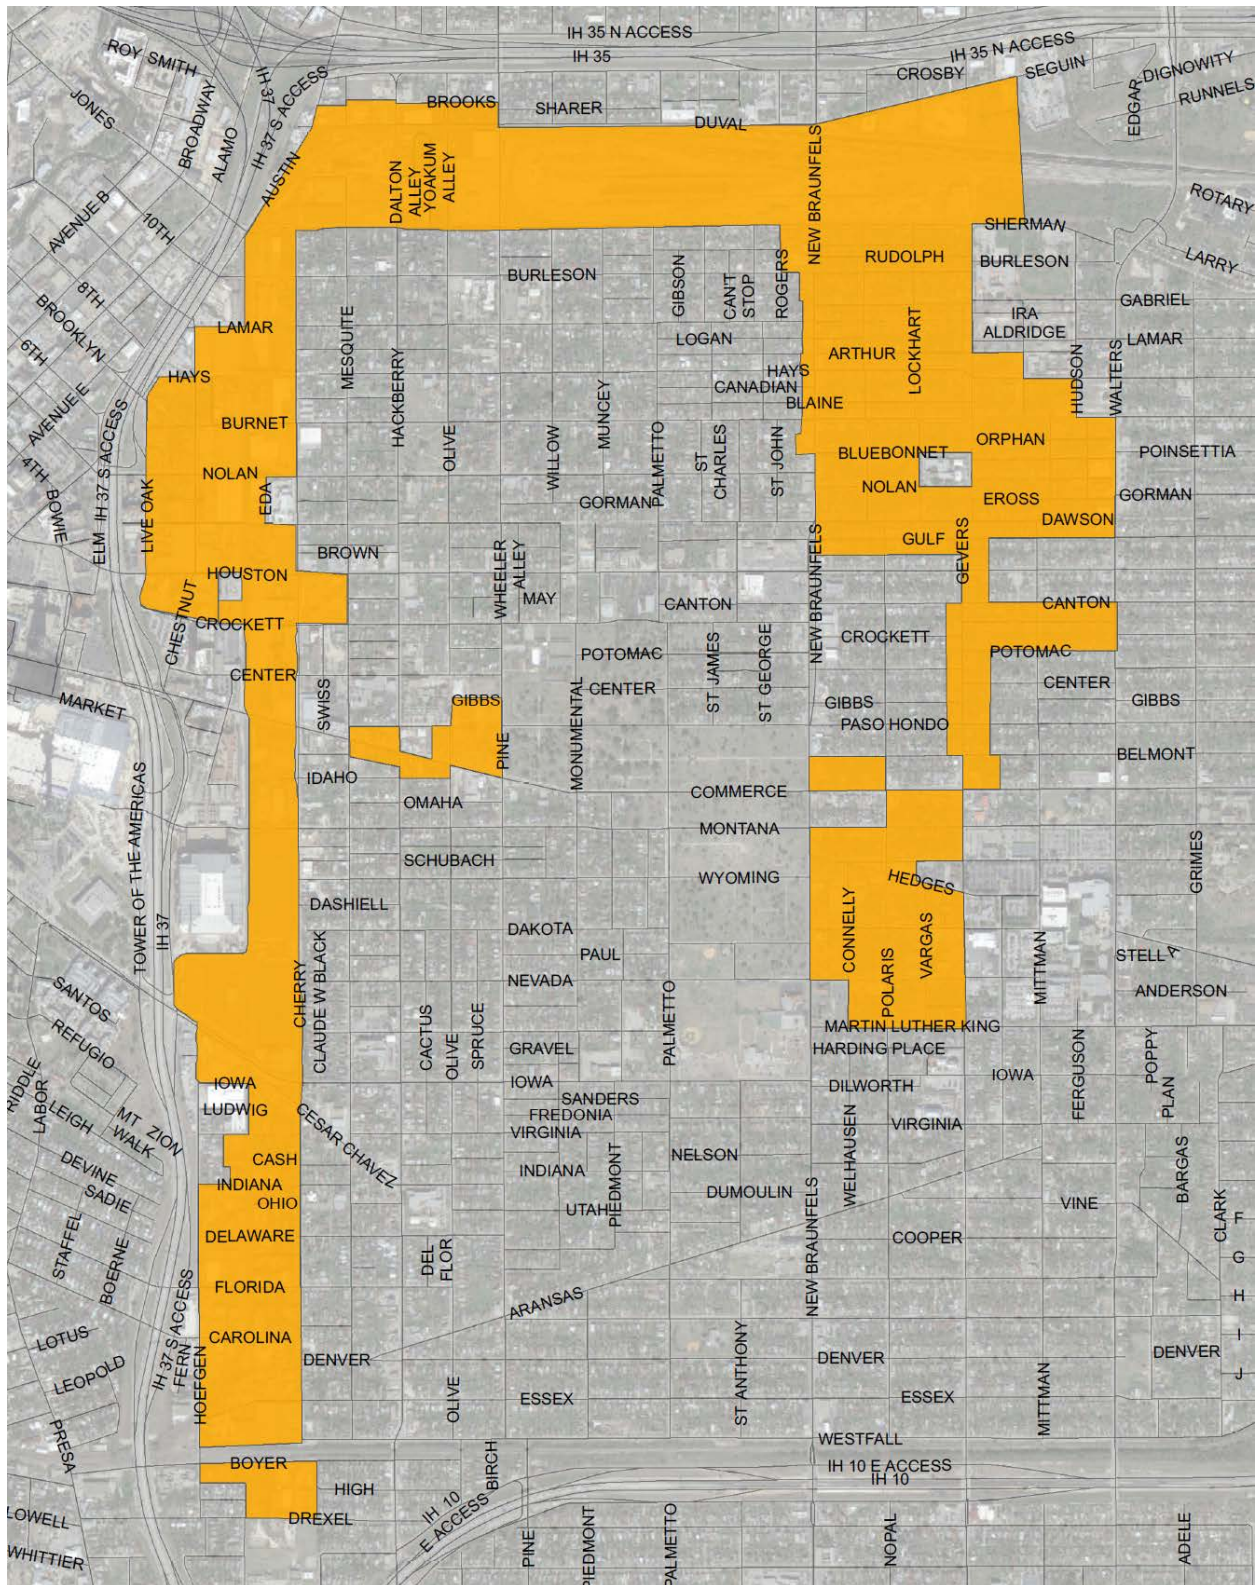 IH 35 N ACCESS
IH 35
IH 35 N ACCESS
ROY SMITH
IH 37
CROSBY
SEGUIN
DIGNOWITY
RUNNELS
EDGAR
JONES
BROADWAY
ALAMO
IH 37 S ACCESS
BROOKS
SHARER
DUVAL
AUSTIN
DALTON
ALLEY
YOAKUM
ALLEY
NEW BRAUNFELS
ROTARY
AVENUE B
10TH
SHERMAN
RUDOLPH
BURLESON
LARRY
BURLESON
GIBSON
CAN'T
STOP
ROGERS
8TH
BROOKLYN
6TH
LAMAR
MESQUITE
LOGAN
ARTHUR
LOCKHART
IRA
ALDRIDGE
GABRIEL
LAMAR
HAYS
HACKBERRY
HAYS
CANADIAN
BLAINE
HUDSON
WALTERS
AVENUE E
4TH
BURNET
OLIVE
WILLOW
MUNCEY
PALMETTO
ST
CHARLES
ST JOHN
BLUEBONNET
ORPHAN
POINSETTIA
NOLAN
EDA
GORMAN
NOLAN
EROSS
GORMAN
BOWIE
ELM
IH 37 S ACCESS
LIVE OAK
DAWSON
BROWN
WHEELER
ALLEY
NEW BRAUNFELS
GULF
GEVERS
HOUSTON
CHESTNUT
MAY
CANTON
CANTON
CROCKETT
CROCKETT
POTOMAC
ST JAMES
ST GEORGE
POTOMAC
CENTER
CENTER
CENTER
MARKET
SWISS
GIBBS
MONUMENTAL
GIBBS
GIBBS
PASO HONDO
PINE
BELMONT
IDAHO
OMAHA
COMMERCE
MONTANA
TOWER OF THE AMERICAS
IH 37
SCHUBACH
WYOMING
HEDGES
GRIMES
DASHIELL
DAKOTA
CONNELLY
POLARIS
VARGAS
MITTMAN
PAUL
STELLA
CHERRY
CLAUDE W BLACK
NEVADA
ANDERSON
SANTOS
REFUGIO
CACTUS
OLIVE
SPRUCE
GRAVEL
PALMETTO
MARTIN LUTHER KING
HARDING PLACE
IOWA
IOWA
DILWORTH
IOWA
FERGUSON
POPPY
PLAN
RIDDLE
LABOR
LEIGH
MT ZION
WALK
LUDWIG
CESAR CHAVEZ
SANDERS
FREDONIA
VIRGINIA
WELHAUSEN
VIRGINIA
DEVINE
SADIE
CASH
INDIANA
INDIANA
PIEDMONT
NELSON
BARGAS
OHIO
UTAH
DUMOULIN
VINE
CLARK
STAFFEL
BOERNE
DELAWARE
DEL
FLOR
NEW BRAUNFELS
COOPER
F
G
FLORIDA
ARANSAS
H
IH 37 S ACCESS
FERN
HOEFGEN
LOTUS
LEOPOLD
CAROLINA
DENVER
ST ANTHONY
DENVER
DENVER
I
J
OLIVE
ESSEX
ESSEX
MITTMAN
PRESA
BOYER
BIRCH
WESTFALL
IH 10 E ACCESS
IH 10
HIGH
IH 10
E ACCESS
DREXEL
LOWELL
WHITTIER
PINE
PIEDMONT
PALMETTO
NOPAL
ADELE